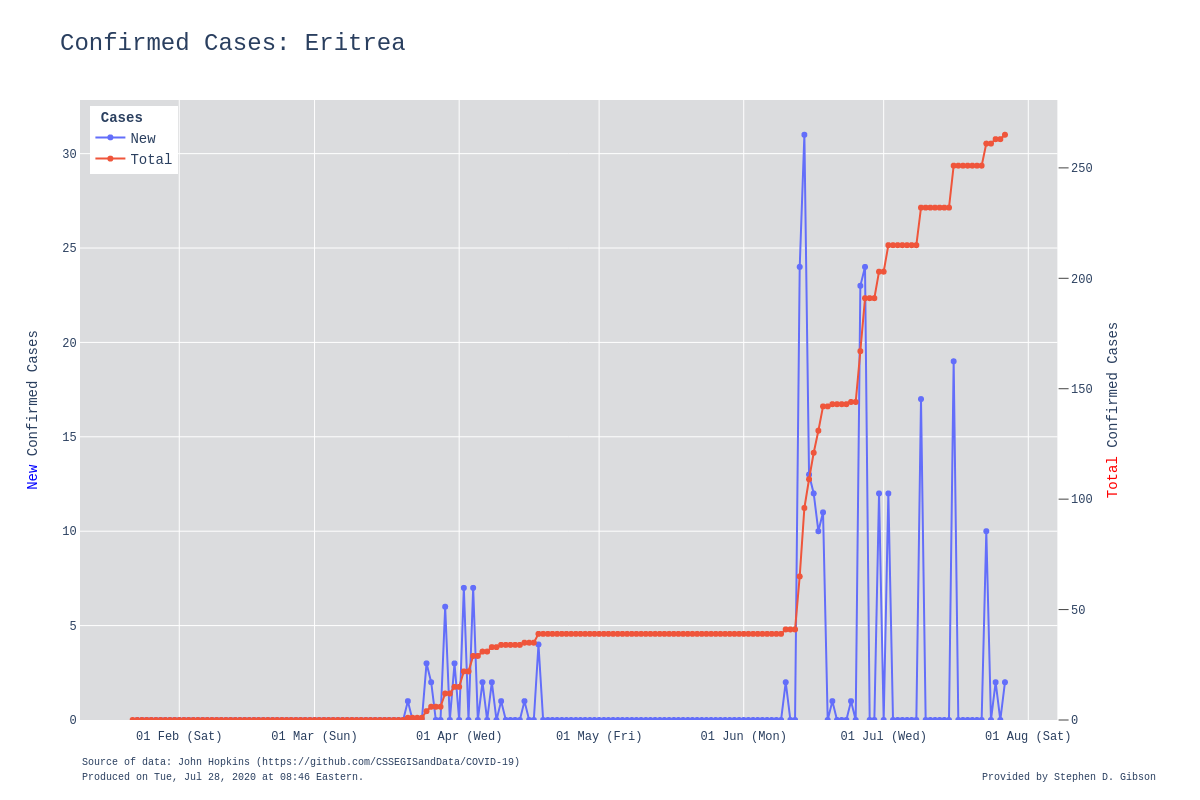 Confirmed Cases: Eritrea
Cases
New
Total
30
25
20
15
10
5
0
250
200
150
100
50
0
New Confirmed Cases
Total Confirmed Cases
01 Feb (Sat)
01 Mar (Sun)
01 Apr (Wed)
01 May (Fri)
01 Jun (Mon)
01 Jul (Wed)
01 Aug (Sat)
Source of data: John Hopkins (https://github.com/CSSEGISandData/COVID-19)
Produced on Tue, Jul 28, 2020 at 08:46 Eastern.
Provided by Stephen D. Gibson